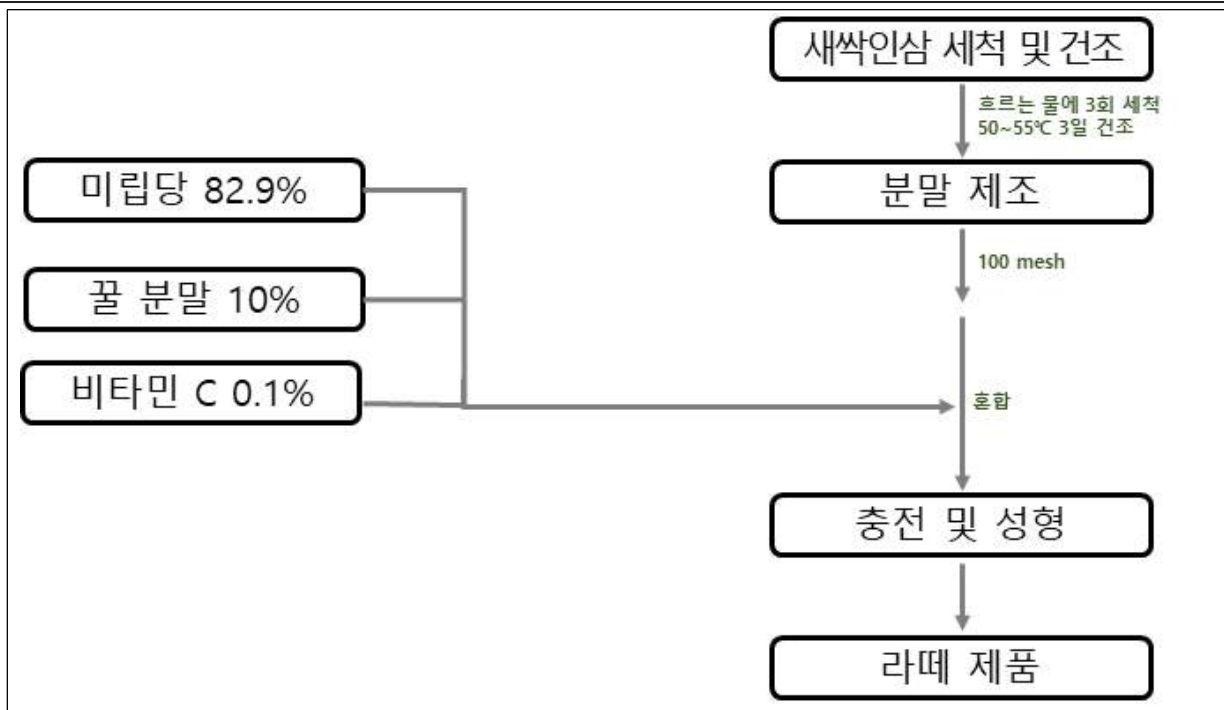 새싹인삼 세척 및 건조
흐르는 물에 3회 세척
50~55℃ 3일 건조
미립당 82.9%
분말 제조
100 mesh
꿀 분말 10%
비타민 C 0.1%
혼합
충전 및 성형
라떼 제품